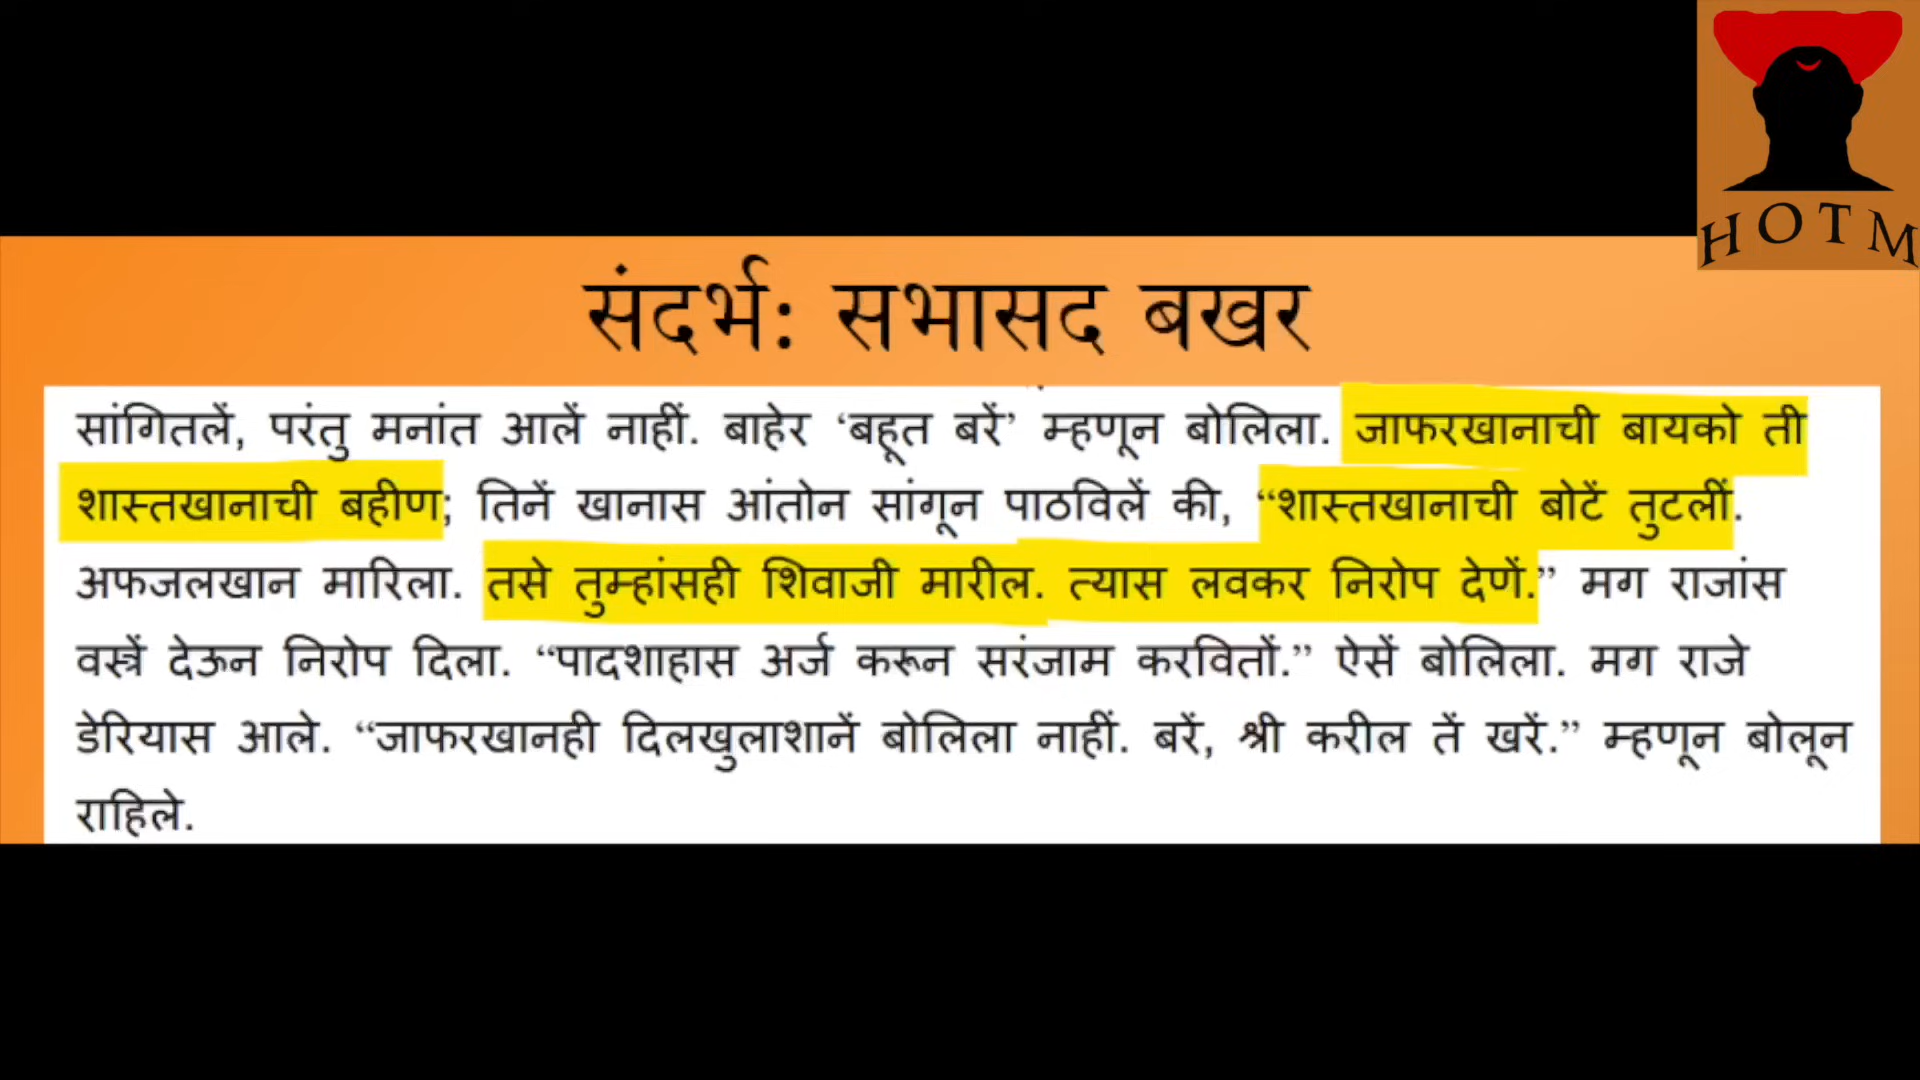 HOTM
संदर्भ: सभासद बखर
सांगितलें, परंतु मनांत आलें नाहीं. बाहेर ‘बहूत बरें’ म्हणून बोलिला. जाफरखानाची बायको ती
शास्तखानाची बहीण; तिनें खानास आंतोन सांगून पाठविलें की, “शास्तखानाची बोटें तुटलीं.
अफजलखान मारिला. तसे तुम्हांसही शिवाजी मारील. त्यास लवकर निरोप देणें.” मग राजांस
वस्त्रें देऊन निरोप दिला. “पादशाहास अर्ज करून सरंजाम करवितों.” ऐसें बोलिला. मग राजे
डेरियास आले. “जाफरखानही दिलखुलाशानें बोलिला नाहीं. बरें, श्री करील तें खरें.” म्हणून बोलून
राहिले.